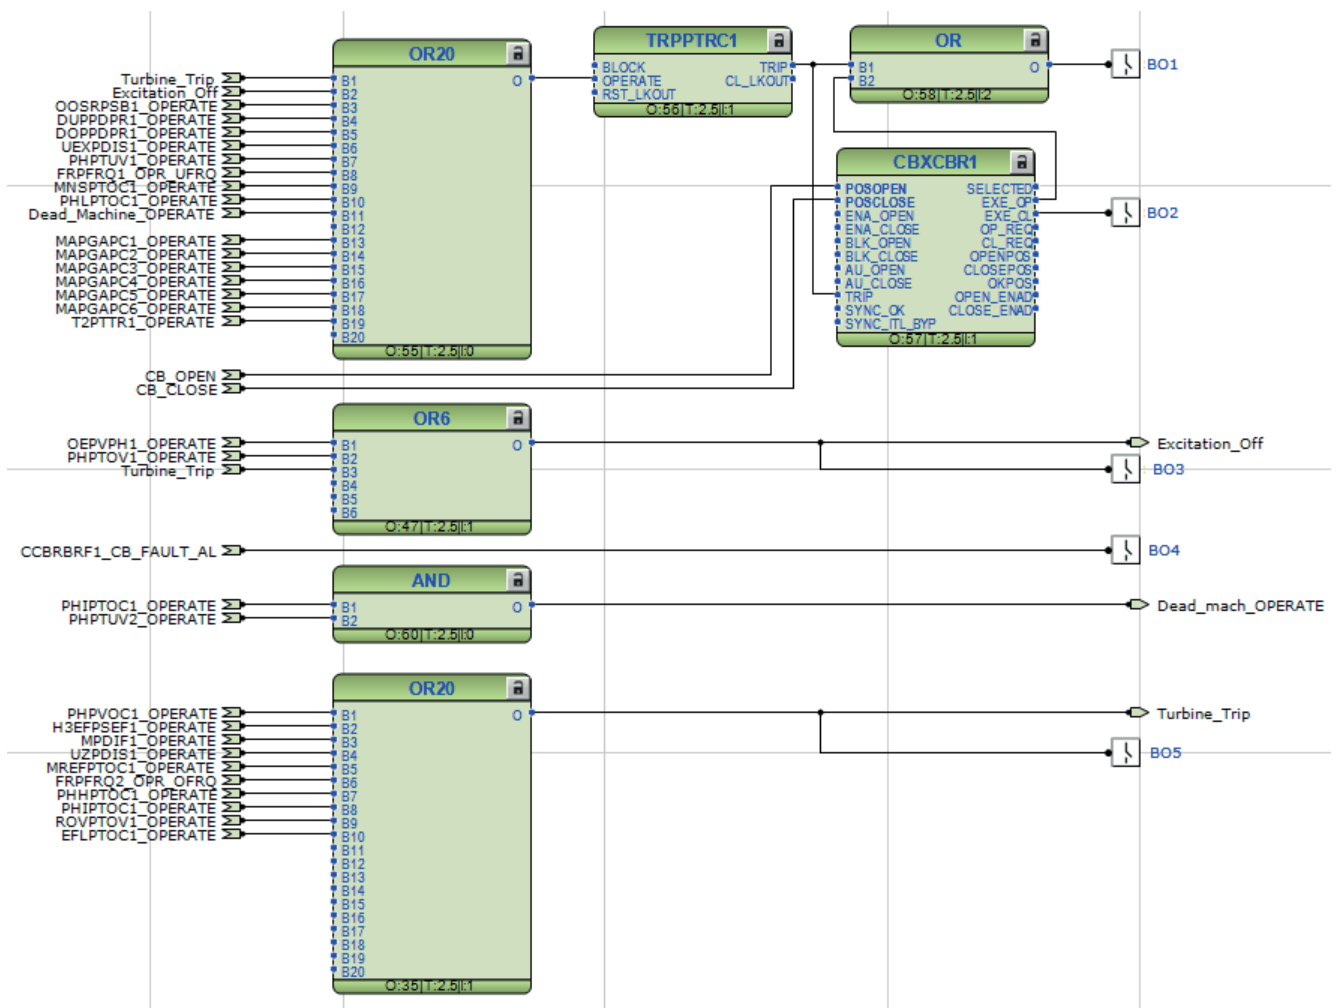 OR20
Turbine_Trip
Excitation_Off
OOSRPSB1_OPERATE
DUPPDPR1_OPERATE
DOPPDPR1_OPERATE
UEXPDIS1_OPERATE
PHPTUV1_OPERATE
FRPFRQ1_OPR_UFRQ
MNSPTOC1_OPERATE
PHLPTOC1_OPERATE
Dead_Machine_OPERATE
MAPGAPC1_OPERATE
MAPGAPC2_OPERATE
MAPGAPC3_OPERATE
MAPGAPC4_OPERATE
MAPGAPC5_OPERATE
MAPGAPC6_OPERATE
T2PTTR1_OPERATE
B1 O
B2
B3
B4
B5
B6
B7
B8
B9
B10
B11
B12
B13
B14
B15
B16
B17
B18
B19
B20
O:55|T:2.5|I:0
TRPPTRC1
BLOCK TRIP
OPERATE CL_LKOUT
RST_LKOUT
O:56|T:2.5|I:1
OR
B1 O
B2
O:58|T:2.5|I:2
BO1
CBXCBR1
POSOPEN SELECTED
POSCLOSE EXE_OP
ENA_OPEN EXE_CL
ENA_CLOSE OP_REQ
BLK_OPEN CL_REQ
BLK_CLOSE OPENPOS
AU_OPEN CLOSEPOS
AU_CLOSE OKPOS
TRIP OPEN_ENAD
SYNC_OK CLOSE_ENAD
SYNC_ITL_BYP
O:57|T:2.5|I:1
BO2
CB_OPEN
CB_CLOSE
OR6
OEPVPH1_OPERATE
PHPTOV1_OPERATE
Turbine_Trip
B1 O
B2
B3
B4
B5
B6
O:47|T:2.5|I:1
Excitation_Off
BO3
CCBRBRF1_CB_FAULT_AL
BO4
AND
PHIPTOC1_OPERATE
PHPTUV2_OPERATE
B1 O
B2
O:60|T:2.5|I:0
Dead_mach_OPERATE
OR20
PHPVOC1_OPERATE
H3EFPSEF1_OPERATE
MPDIF1_OPERATE
UZPDIS1_OPERATE
MREFPTOC1_OPERATE
FRPFRQ2_OPR_OFRQ
PHHPTOC1_OPERATE
PHIPTOC1_OPERATE
ROVPTOV1_OPERATE
EFLPTOC1_OPERATE
B1 O
B2
B3
B4
B5
B6
B7
B8
B9
B10
B11
B12
B13
B14
B15
B16
B17
B18
B19
B20
O:35|T:2.5|I:1
Turbine_Trip
BO5